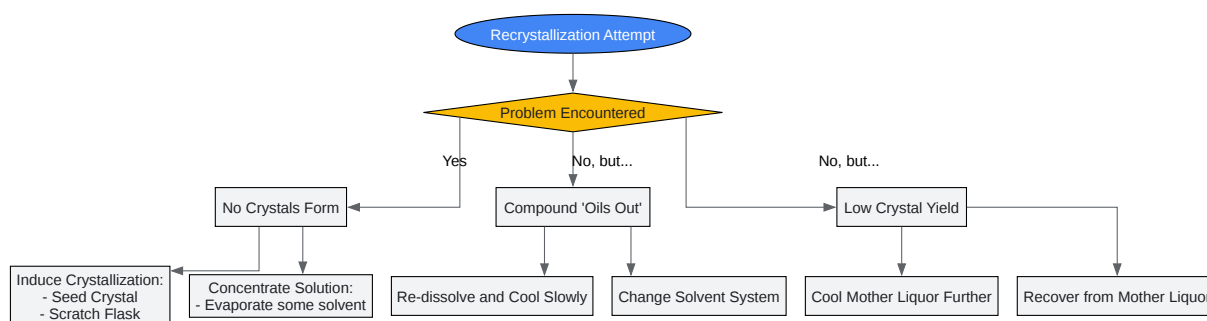 Recrystallization Attempt
Problem Encountered
Yes
No, but...
No, but...
No Crystals Form
Compound 'Oils Out'
Low Crystal Yield
Induce Crystallization:
- Seed Crystal
- Scratch Flask
Concentrate Solution:
- Evaporate some solvent
Re-dissolve and Cool Slowly
Change Solvent System
Cool Mother Liquor Further
Recover from Mother Liquor